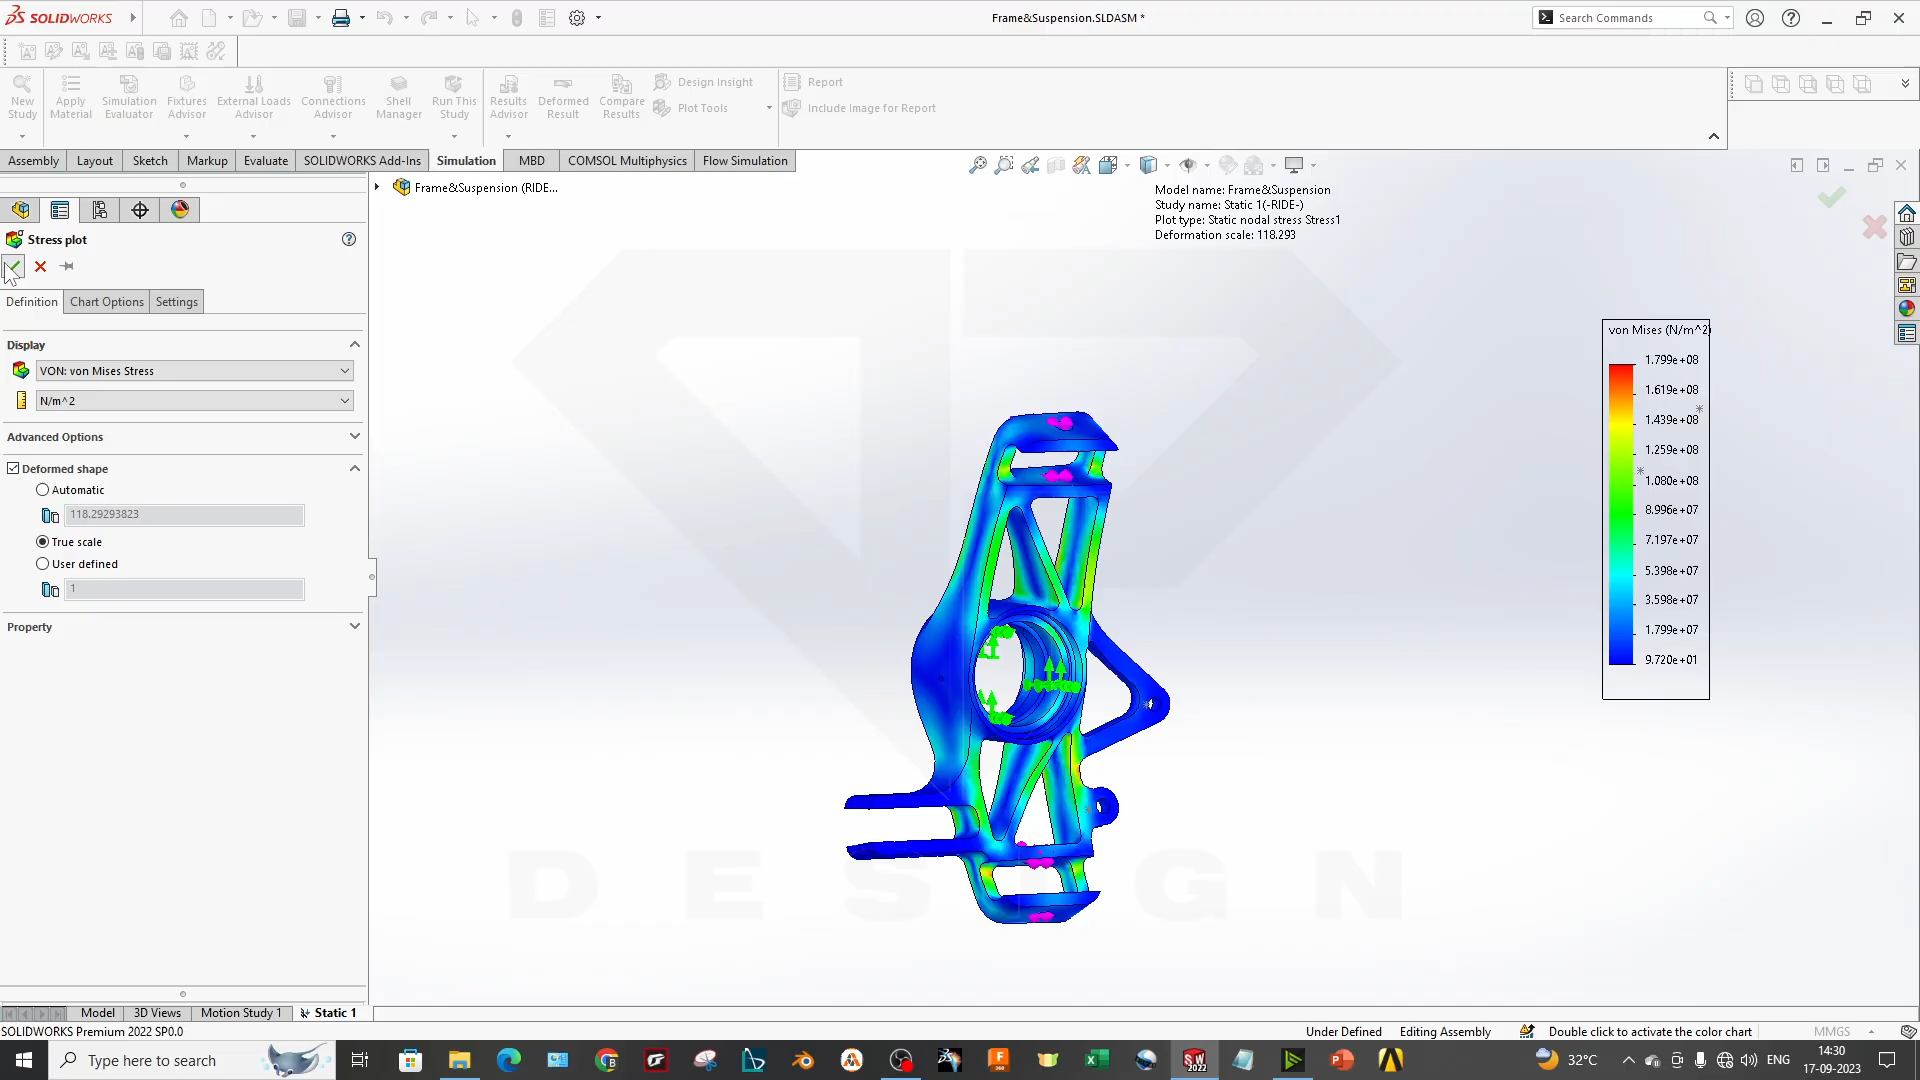 SOLIDWORKS
Frame&Suspension.SLDASM *
Search Commands
New Study
Apply Material
Simulation Evaluator
Fixtures Advisor
External Loads Advisor
Connections Advisor
Shell Manager
Run This Study
Results Advisor
Deformed Result
Compare Results
Design Insight
Plot Tools
Report
Include Image for Report
Assembly Layout Sketch Markup Evaluate SOLIDWORKS Add-Ins Simulation MBD COMSOL Multiphysics Flow Simulation
Frame&Suspension (RIDE...
Model name: Frame&Suspension
Study name: Static 1(-RIDE-)
Plot type: Static nodal stress Stress1
Deformation scale: 118.293
Stress plot
Definition Chart Options Settings
Display
VON: von Mises Stress
N/m^2
Advanced Options
Deformed shape
Automatic
118.29293823
True scale
User defined
1
Property
von Mises (N/m^2)
1.799e+08
1.619e+08
1.439e+08
1.259e+08
1.080e+08
8.996e+07
7.197e+07
5.398e+07
3.598e+07
1.799e+07
9.720e+01
DESIGN
Model 3D Views Motion Study 1 Static 1
SOLIDWORKS Premium 2022 SP0.0
Under Defined Editing Assembly Double click to activate the color chart MMGS
Type here to search
SW 2022
32°C
ENG
14:30
17-09-2023